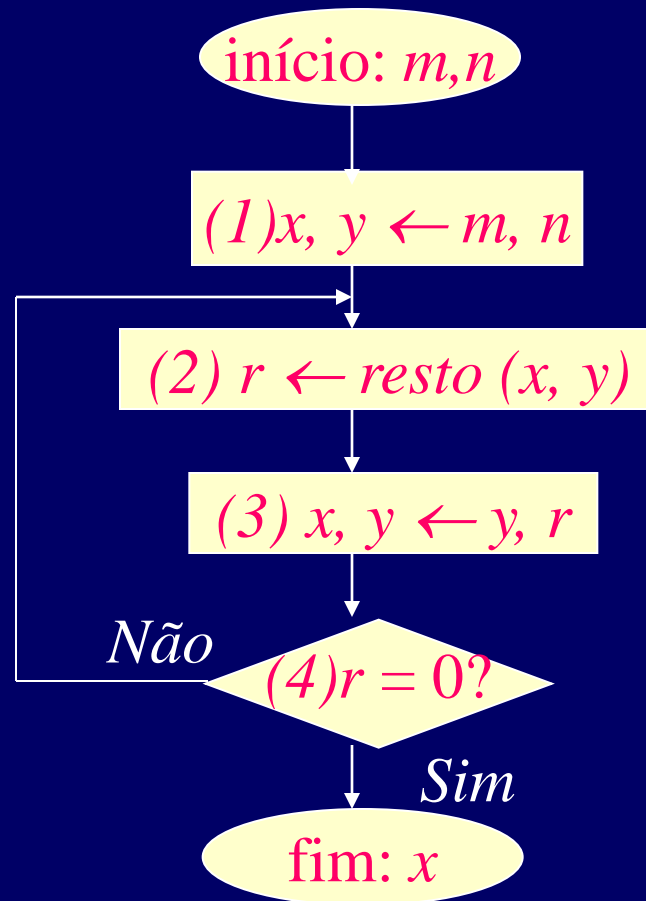 início: m,n
(1)x, y ← m, n
(2) r ← resto (x, y)
(3) x, y ← y, r
Não
(4)r = 0?
Sim
fim: x